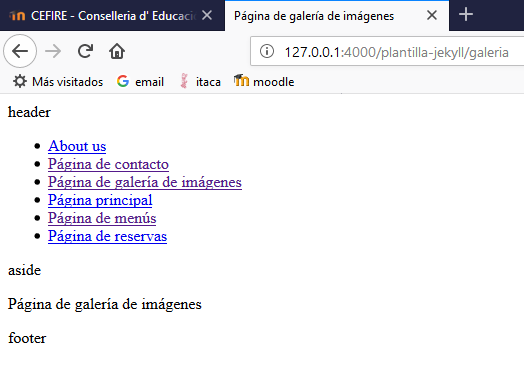 CEFIRE - Conselleria d' Educaci
Página de galería de imágenes
127.0.0.1:4000/plantilla-jekyll/galeria
Más visitados email itaca moodle
header
About us
Página de contacto
Página de galería de imágenes
Página principal
Página de menús
Página de reservas
aside
Página de galería de imágenes
footer